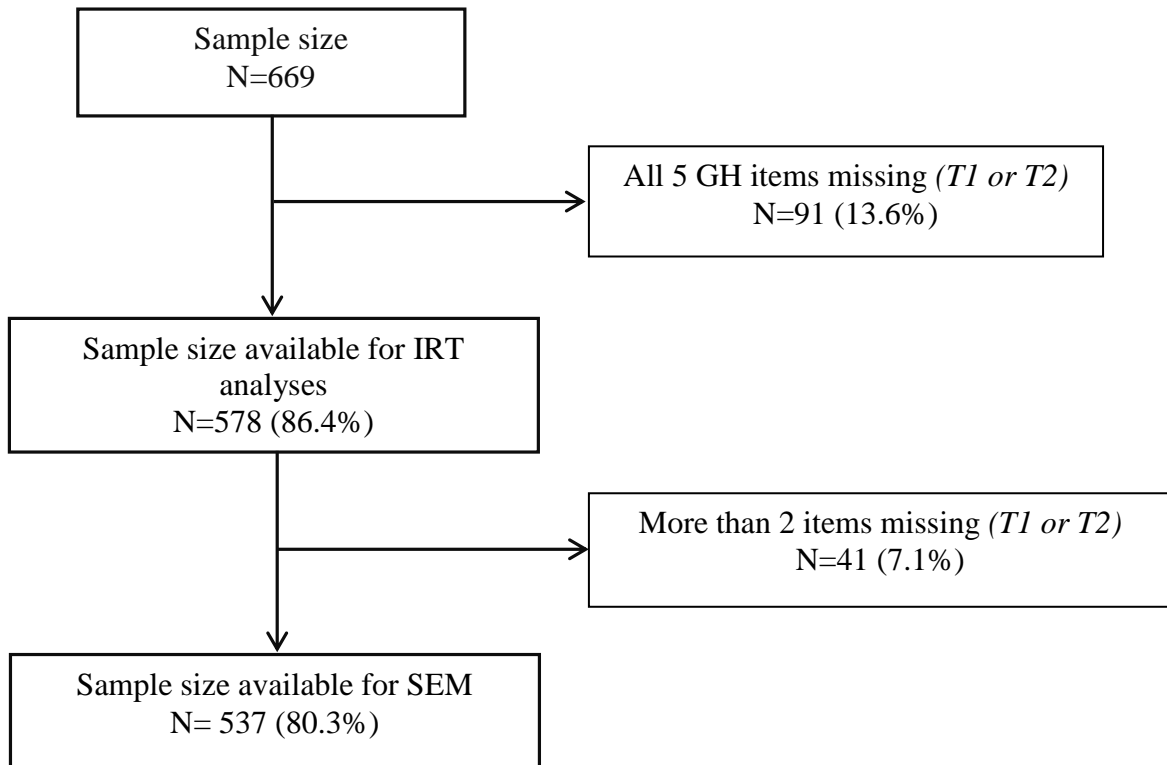 Sample size
N=669
All 5 GH items missing (T1 or T2)
N=91 (13.6%)
Sample size available for IRT
analyses
N=578 (86.4%)
More than 2 items missing (T1 or T2)
N=41 (7.1%)
Sample size available for SEM
N= 537 (80.3%)